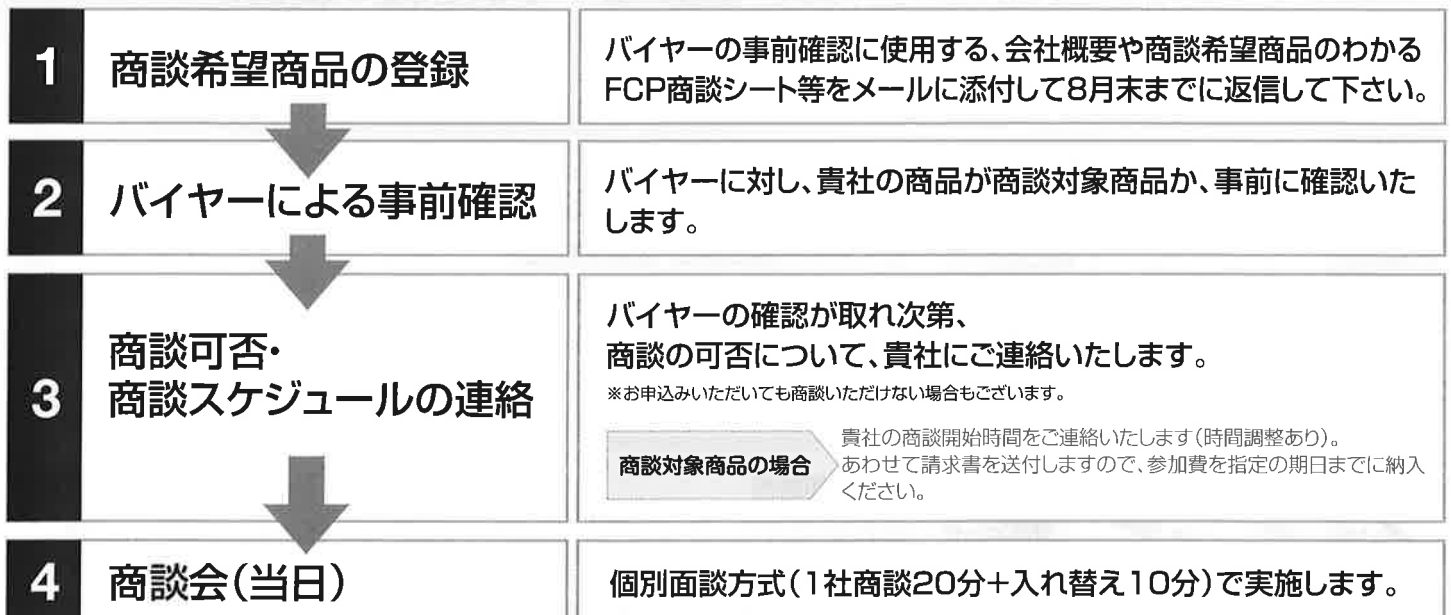 1
商談希望商品の登録
バイヤーの事前確認に使用する、会社概要や商談希望商品のわかる
FCP商談シート等をメールに添付して8月末までに返信して下さい。
2
バイヤーによる事前確認
バイヤーに対し、貴社の商品が商談対象商品か、事前に確認いた
します。
3
商談可否・
商談スケジュールの連絡
バイヤーの確認が取れ次第、
商談の可否について、貴社にご連絡いたします。
※お申込みいただいても商談いただけない場合もございます。
商談対象商品の場合
貴社の商談開始時間をご連絡いたします(時間調整あり)。
あわせて請求書を送付しますので、参加費を指定の期日までに納入
ください。
4
商談会(当日)
個別面談方式(1社商談20分+入れ替え10分)で実施します。